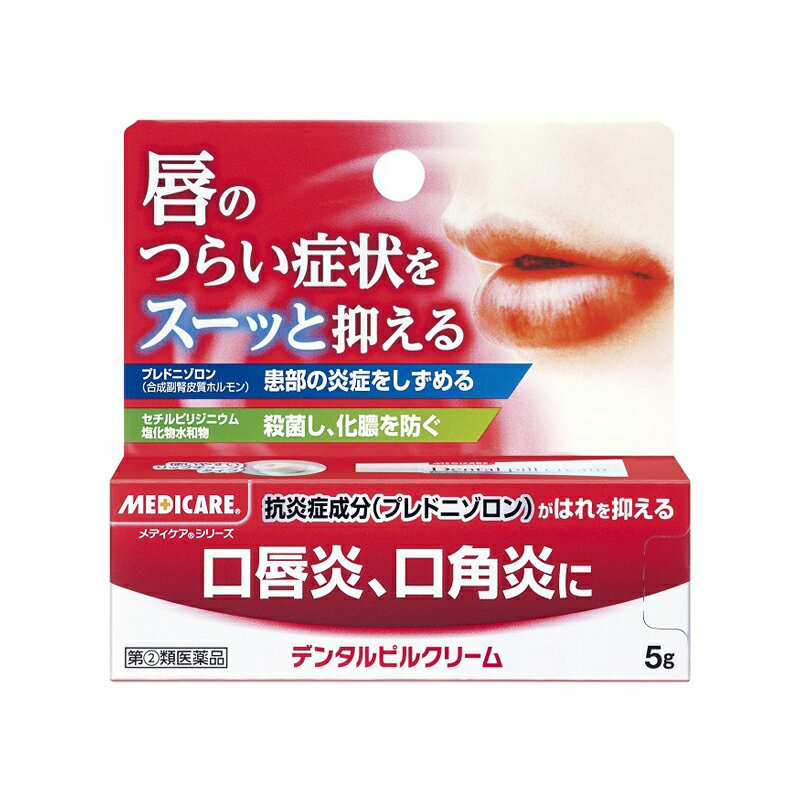 唇の
つらい症状を
スーッと抑える
プレドニゾロン
(合成副腎皮質ホルモン)
患部の炎症をしずめる
セチルピリジニウム
塩化物水和物
殺菌し、化膿を防ぐ
Dental pill cream
MEDICARE®
メディケア®シリーズ
抗炎症成分(プレドニゾロン)がはれを抑える
口唇炎、口角炎に
指定②類医薬品
デンタルピルクリーム
5g